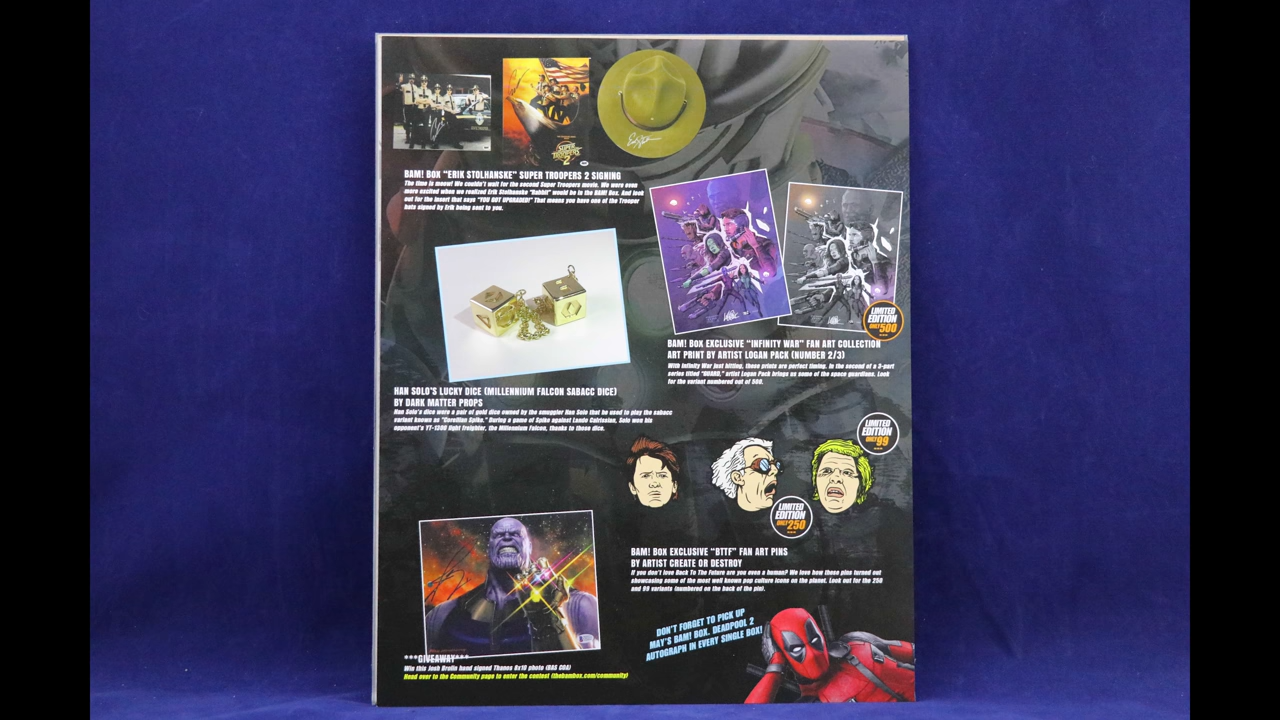 SUPER
TROOPERS
2
BAM! BOX "ERIK STOLHANSKE" SUPER TROOPERS 2 SIGNING
The time is meow! We couldn't wait for the second Super Troopers movie. We were even
more excited when we realized Erik Stolhanske "Rabbit" would be in the BAM! Box. And look
out for the insert that says "YOU GOT UPGRADED!" That means you have one of the Trooper
hats signed by Erik being sent to you.
LIMITED
EDITION
ONLY 500
BAM! BOX EXCLUSIVE "INFINITY WAR" FAN ART COLLECTION
ART PRINT BY ARTIST LOGAN PACK (NUMBER 2/3)
With Infinity War just hitting, these prints are perfect timing. In the second of a 3-part
series titled "GUARD," artist Logan Pack brings us some of the space guardians. Look
for the variant numbered out of 500.
HAN SOLO'S LUCKY DICE (MILLENNIUM FALCON SABACC DICE)
BY DARK MATTER PROPS
Han Solo's dice were a pair of gold dice owned by the smuggler Han Solo that he used to play the sabacc
variant known as "Corellian Spike." During a game of Spike against Lando Calrissian, Solo won his
opponent's YT-1300 light freighter, the Millennium Falcon, thanks to these dice.
LIMITED
EDITION
ONLY 99
LIMITED
EDITION
ONLY 250
BAM! BOX EXCLUSIVE "BTTF" FAN ART PINS
BY ARTIST CREATE OR DESTROY
If you don't love Back To The Future are you even a human? We love how these pins turned out
showcasing some of the most well known pop culture icons on the planet. Look out for the 250
and 99 variants (numbered on the back of the pin).
DON'T FORGET TO PICK UP
MAY'S BAM! BOX. DEADPOOL 2
AUTOGRAPH IN EVERY SINGLE BOX!
***GIVEAWAY***
Win this Josh Brolin hand signed Thanos 8x10 photo (BAS COA)
Head over to the Community page to enter the contest (thebambox.com/community)